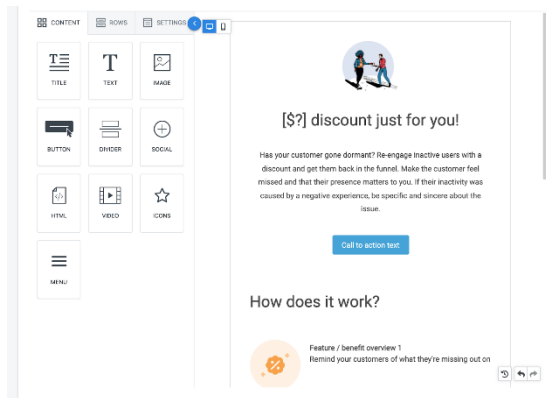 CONTENT
ROWS
SETTINGS
TITLE
TEXT
IMAGE
BUTTON
DIVIDER
SOCIAL
HTML
VIDEO
ICONS
MENU
[$?] discount just for you!
Has your customer gone dormant? Re-engage inactive users with a
discount and get them back in the funnel. Make the customer feel
missed and that their presence matters to you. If their inactivity was
caused by a negative experience, be specific and sincere about the
issue.
Call to action text
How does it work?
Feature / benefit overview 1
Remind your customers of what they're missing out on